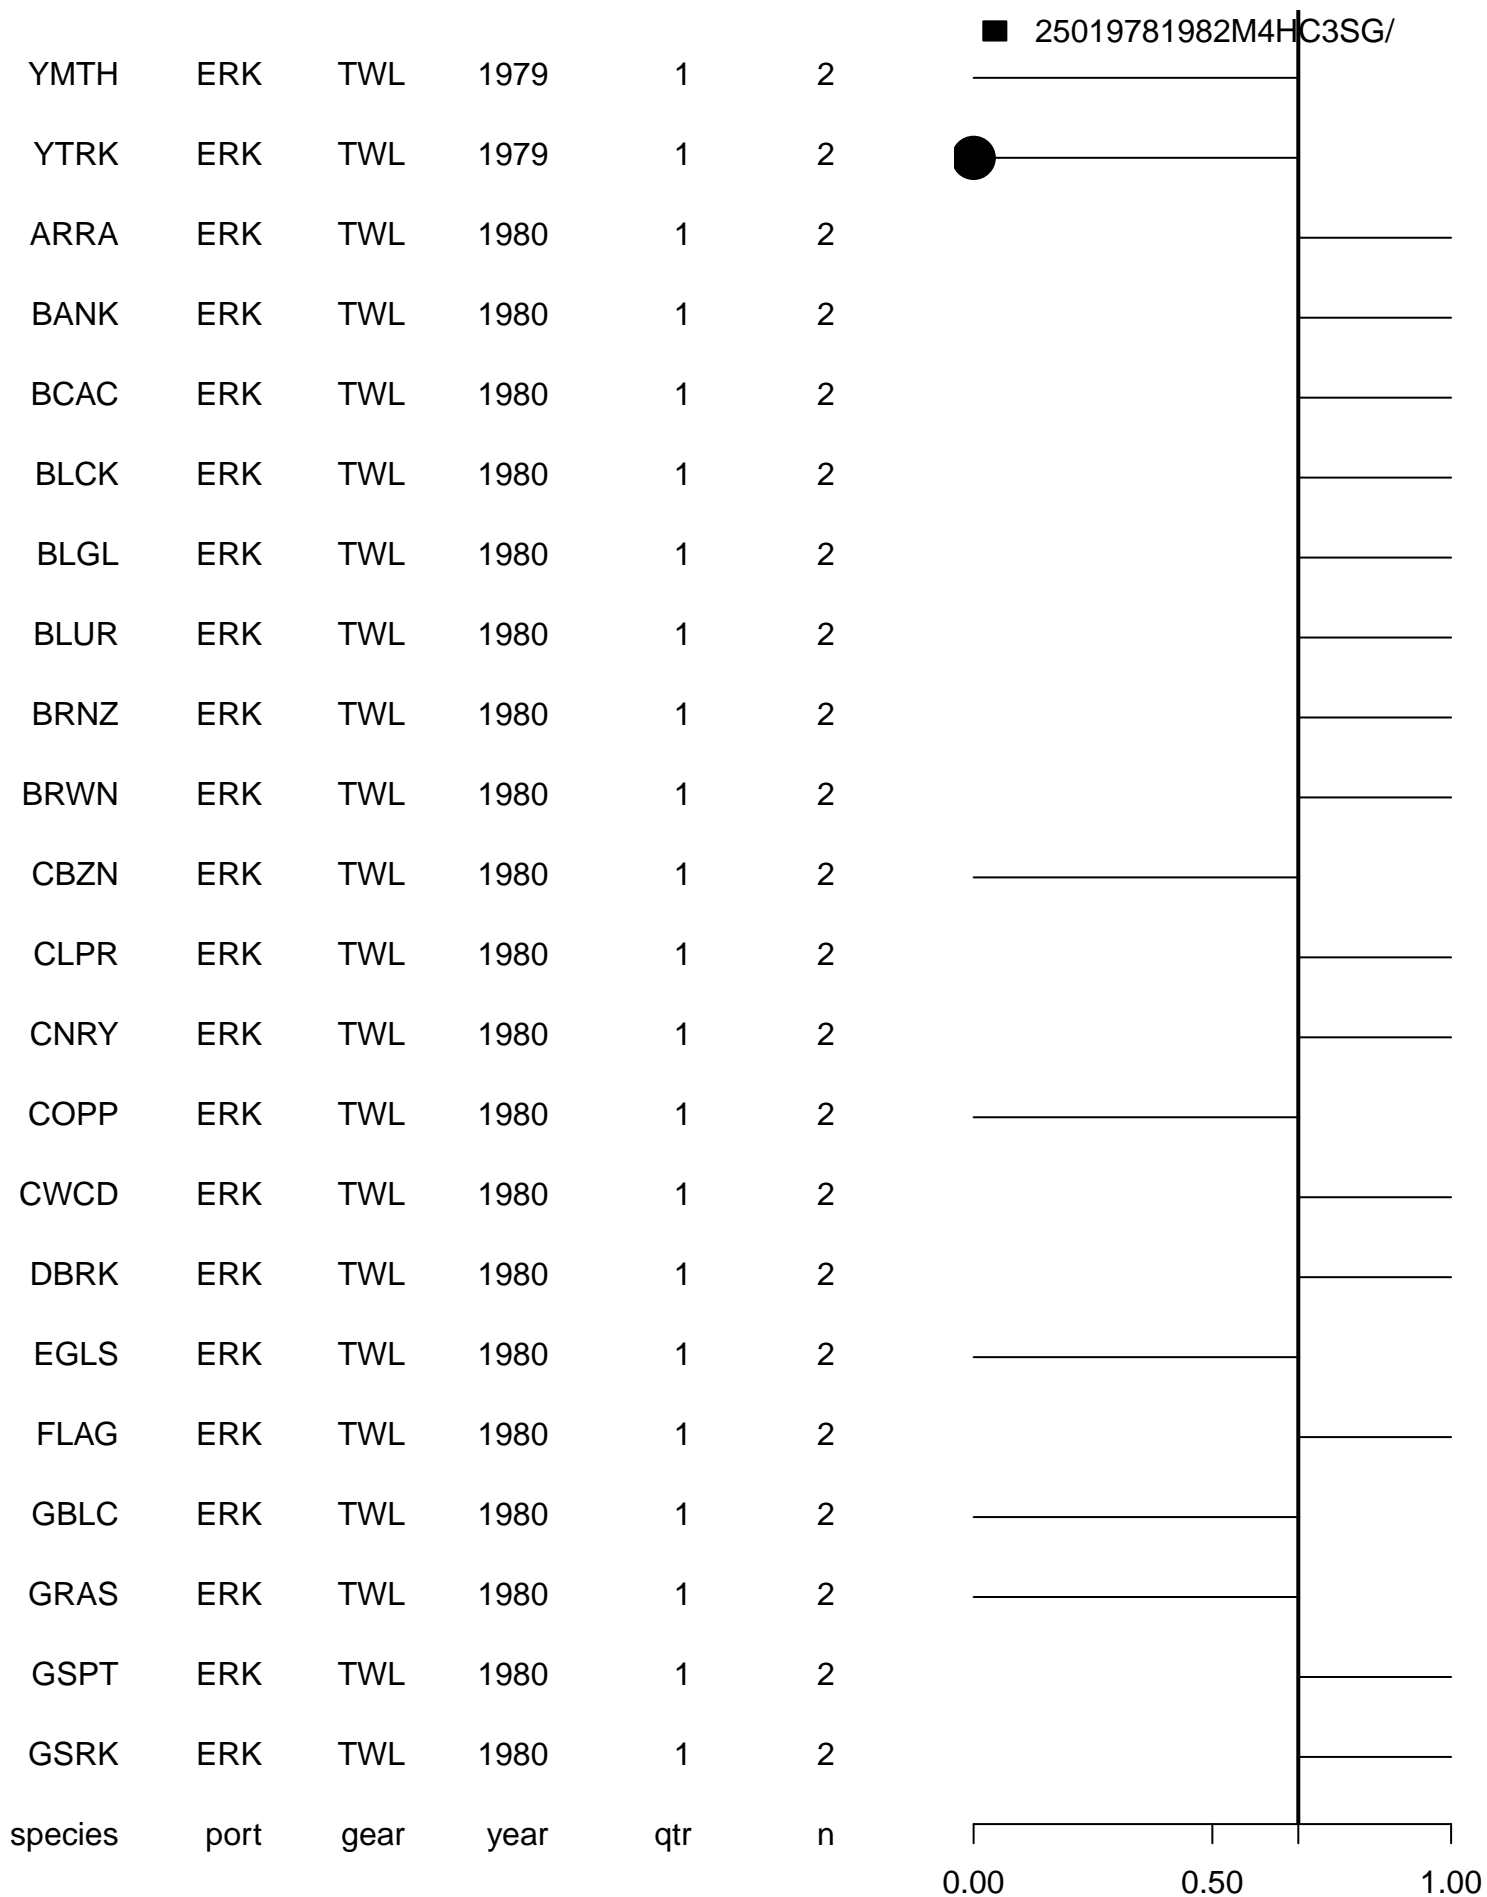 25019781982M4HC3SG/
YMTH ERK TWL 1979 1 2
YTRK ERK TWL 1979 1 2
ARRA ERK TWL 1980 1 2
BANK ERK TWL 1980 1 2
BCAC ERK TWL 1980 1 2
BLCK ERK TWL 1980 1 2
BLGL ERK TWL 1980 1 2
BLUR ERK TWL 1980 1 2
BRNZ ERK TWL 1980 1 2
BRWN ERK TWL 1980 1 2
CBZN ERK TWL 1980 1 2
CLPR ERK TWL 1980 1 2
CNRY ERK TWL 1980 1 2
COPP ERK TWL 1980 1 2
CWCD ERK TWL 1980 1 2
DBRK ERK TWL 1980 1 2
EGLS ERK TWL 1980 1 2
FLAG ERK TWL 1980 1 2
GBLC ERK TWL 1980 1 2
GRAS ERK TWL 1980 1 2
GSPT ERK TWL 1980 1 2
GSRK ERK TWL 1980 1 2
species port gear year qtr n
0.00 0.50 1.00